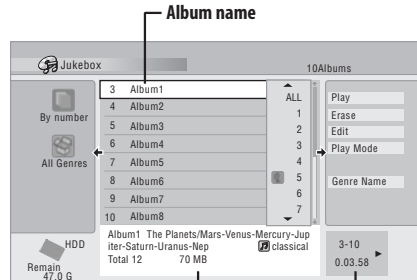 Album name
Jukebox
10Albums
By number
All Genres
3 Album1
4 Album2
5 Album3
6 Album4
7 Album5
8 Album6
9 Album7
10 Album8
ALL
1
2
3
4
5
6
7
Play
Erase
Edit
Play Mode
Genre Name
HDD
Remain
47.0 G
Album1 The Planets/Mars-Venus-Mercury-Jup
iter-Saturn-Uranus-Nep classical
Total 12 70 MB
3-10
0.03.58